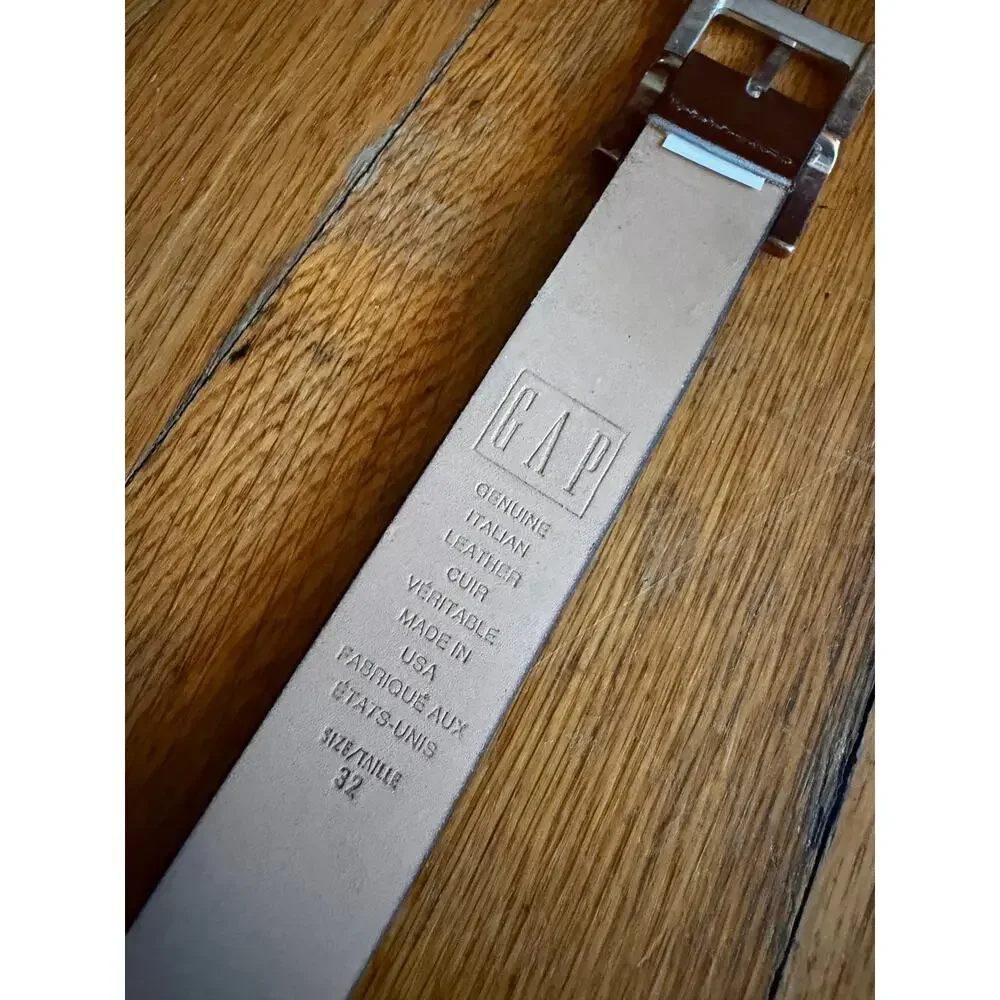 GAP
GENUINE
ITALIAN
LEATHER
CUIR
VÉRITABLE
MADE IN
USA
FABRIQUÉ AUX
ÉTATS-UNIS
SIZE/TAILLE
32